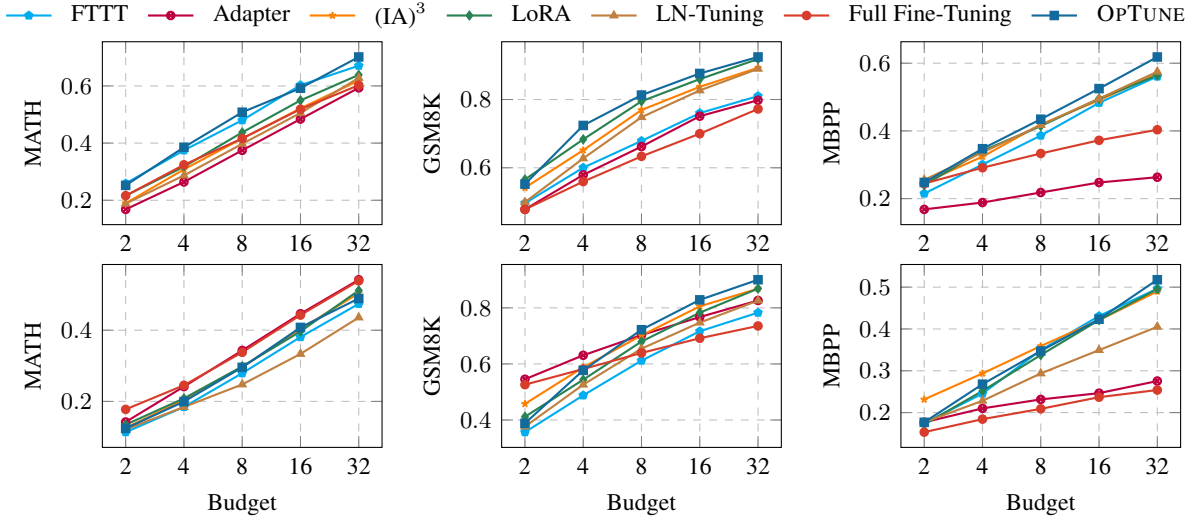 FTTT Adapter (IA)³ LoRA LN-Tuning Full Fine-Tuning OPTUNE
MATH
0.6
0.4
0.2
2 4 8 16 32
GSM8K
0.8
0.6
2 4 8 16 32
MBPP
0.6
0.4
0.2
2 4 8 16 32
MATH
0.4
0.2
2 4 8 16 32
Budget
GSM8K
0.8
0.6
0.4
2 4 8 16 32
Budget
MBPP
0.5
0.4
0.3
0.2
2 4 8 16 32
Budget